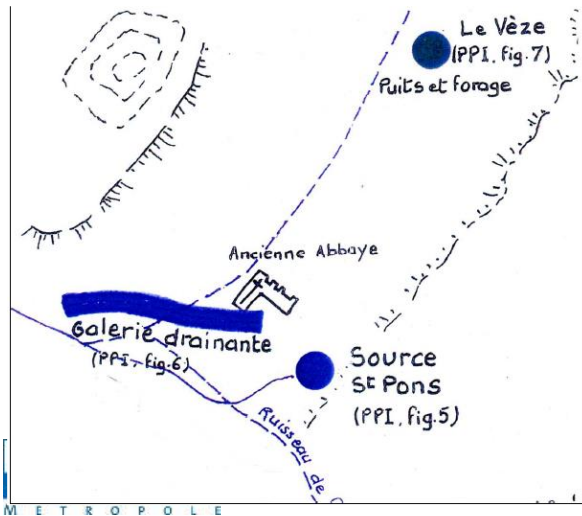 Le Vèze
(PPI, fig.7)
Puits et forage
Ancienne Abbaye
Galerie drainante
(PPI, fig.6)
Source
St Pons
(PPI, fig.5)
Ruisseau de
METROPOLE